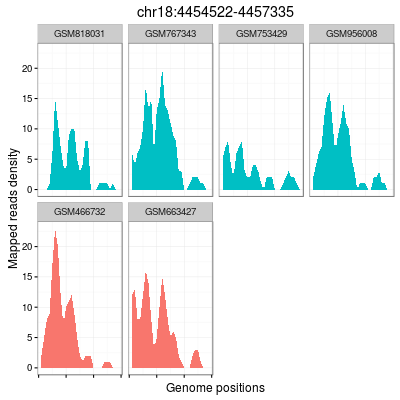 chr18:4454522-4457335
GSM818031 GSM767343 GSM753429 GSM956008
20
15
10
5
0
GSM466732 GSM663427
20
15
10
5
0
Mapped reads density
Genome positions